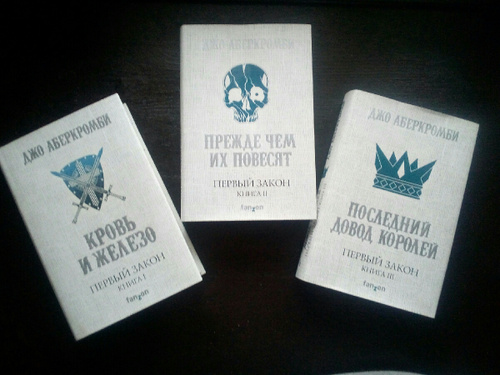 ДЖО АБЕРКРОМБИ
КРОВЬ
И ЖЕЛЕЗО
ПЕРВЫЙ ЗАКОН
КНИГА I
fanzon
ДЖО АБЕРКРОМБИ
ПРЕЖДЕ ЧЕМ
ИХ ПОВЕСЯТ
ПЕРВЫЙ ЗАКОН
КНИГА II
fanzon
ДЖО АБЕРКРОМБИ
ПОСЛЕДНИЙ
ДОВОД КОРОЛЕЙ
ПЕРВЫЙ ЗАКОН
КНИГА III
fanzon